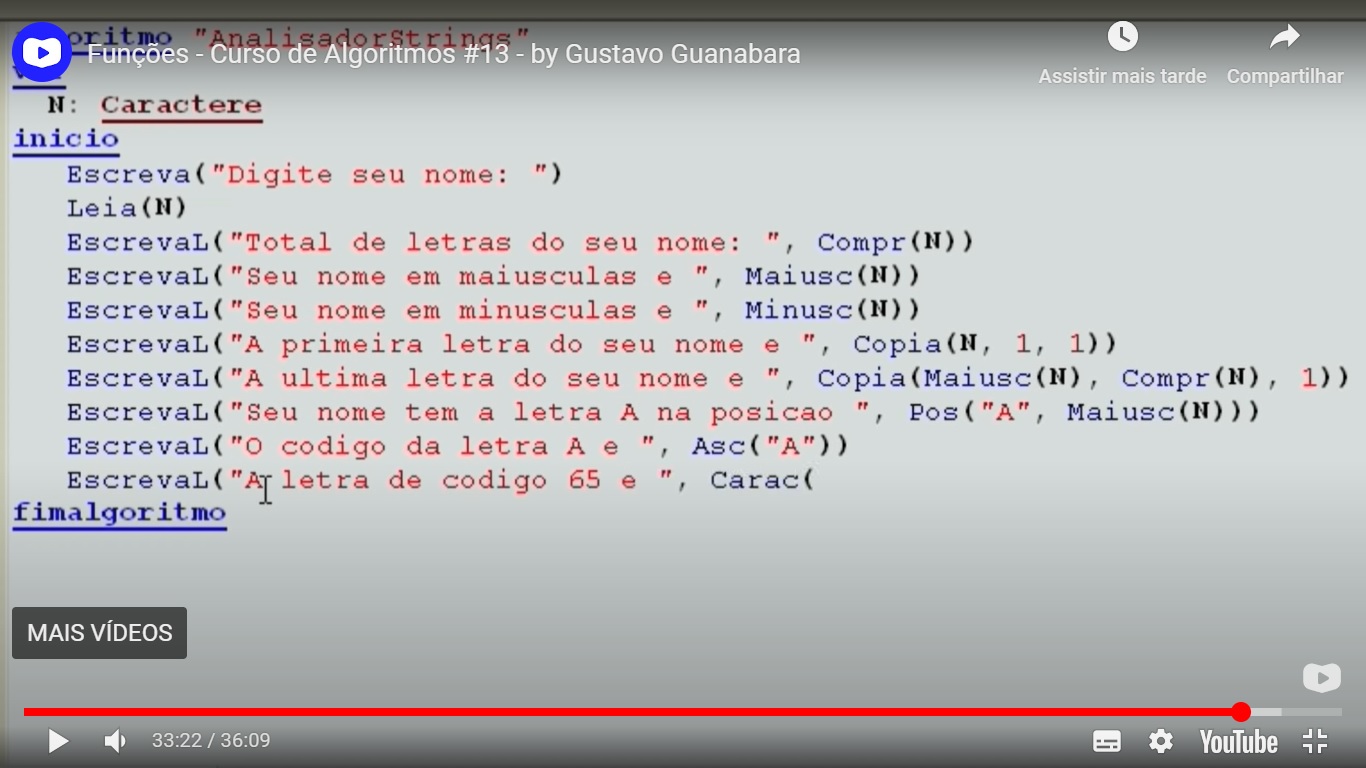 "AnalisadorStrings"
Funções - Curso de Algoritmos #13 - by Gustavo Guanabara
Assistir mais tarde
Compartilhar
N: Caractere
inicio
Escreva("Digite seu nome: ")
Leia(N)
EscrevaL("Total de letras do seu nome: ", Compr(N))
EscrevaL("Seu nome em maiusculas e ", Maiusc(N))
EscrevaL("Seu nome em minusculas e ", Minusc(N))
EscrevaL("A primeira letra do seu nome e ", Copia(N, 1, 1))
EscrevaL("A ultima letra do seu nome e ", Copia(Maiusc(N), Compr(N), 1))
EscrevaL("Seu nome tem a letra A na posicao ", Pos("A", Maiusc(N)))
EscrevaL("O codigo da letra A e ", Asc("A"))
EscrevaL("A letra de codigo 65 e ", Carac(
fimalgoritmo
MAIS VÍDEOS
33:22 / 36:09
YouTube